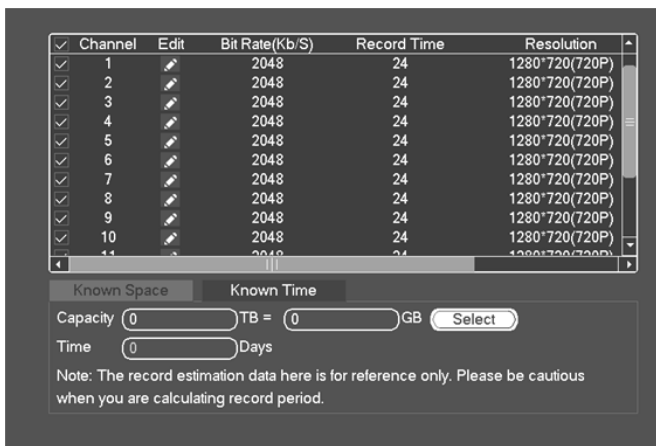 Channel Edit Bit Rate(Kb/S) Record Time Resolution
1 2048 24 1280*720(720P)
2 2048 24 1280*720(720P)
3 2048 24 1280*720(720P)
4 2048 24 1280*720(720P)
5 2048 24 1280*720(720P)
6 2048 24 1280*720(720P)
7 2048 24 1280*720(720P)
8 2048 24 1280*720(720P)
9 2048 24 1280*720(720P)
10 2048 24 1280*720(720P)
Known Space Known Time
Capacity 0 TB = 0 GB Select
Time 0 Days
Note: The record estimation data here is for reference only. Please be cautious
when you are calculating record period.